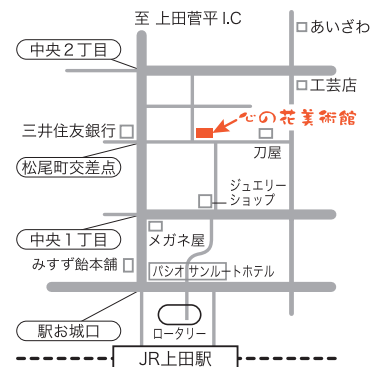 至 上田菅平 I.C
あいざわ
中央２丁目
工芸店
心の花美術館
三井住友銀行
刀屋
松尾町交差点
ジュエリー
ショップ
中央１丁目
メガネ屋
みすず飴本舗
パシオ サンルートホテル
駅お城口
ロータリー
JR上田駅